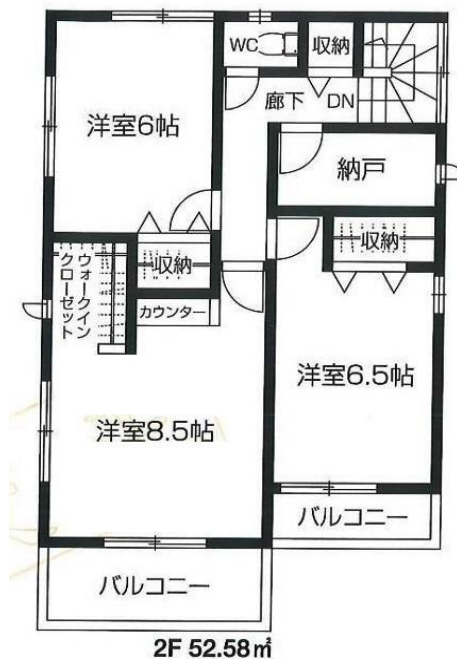 WC
収納
廊下
DN
洋室6帖
納戸
収納
収納
ウォークイン
クローゼット
カウンター
洋室8.5帖
洋室6.5帖
バルコニー
バルコニー
2F 52.58㎡